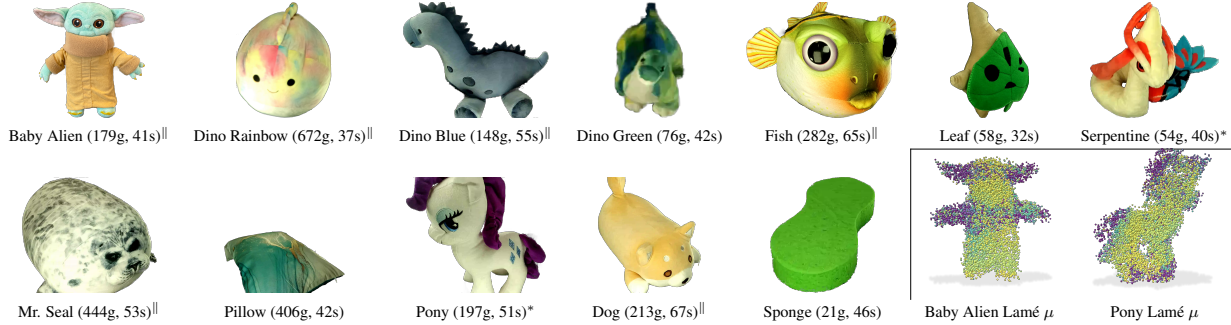 Baby Alien (179g, 41s)‖ Dino Rainbow (672g, 37s)‖ Dino Blue (148g, 55s)‖ Dino Green (76g, 42s) Fish (282g, 65s)‖ Leaf (58g, 32s) Serpentine (54g, 40s)*
Mr. Seal (444g, 53s)‖ Pillow (406g, 42s) Pony (197g, 51s)* Dog (213g, 67s)‖ Sponge (21g, 46s) Baby Alien Lamé μ Pony Lamé μ